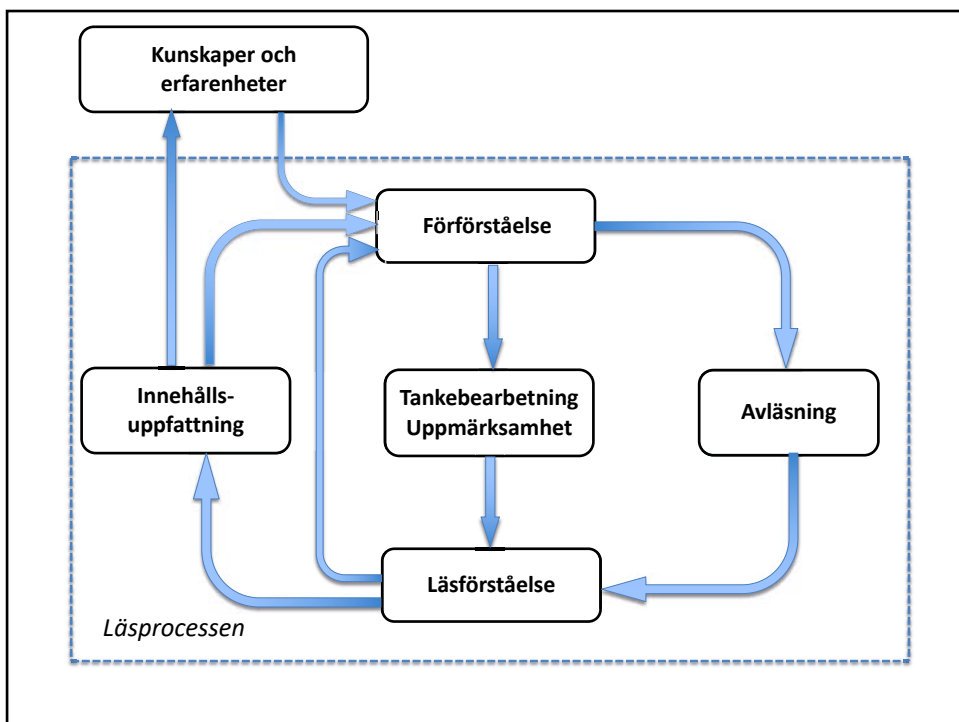 Kunskaper och
erfarenheter
Förförståelse
Innehålls-
uppfattning
Tankebearbetning
Uppmärksamhet
Avläsning
Läsförståelse
Läsprocessen